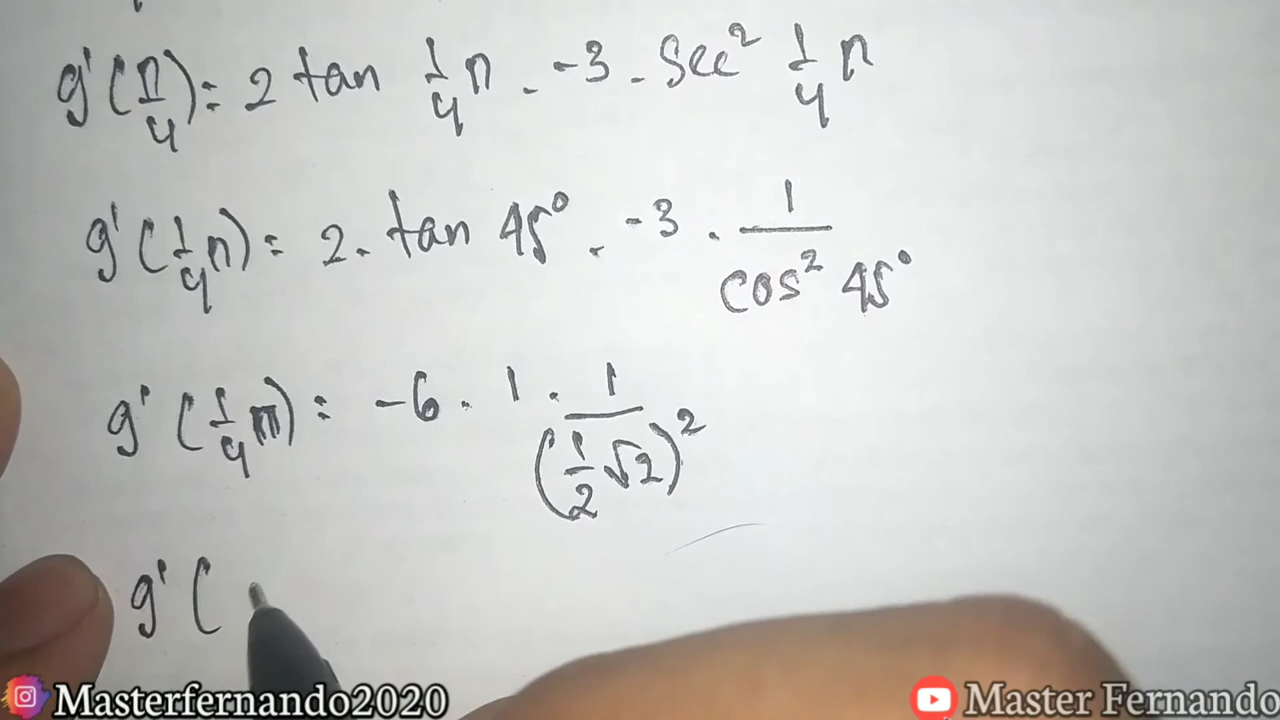 g'(π/4) = 2 tan 1/4 π . -3 . Sec² 1/4 π
g'(1/4 π) = 2 . tan 45° . -3 . 1/cos² 45°
g'(1/4 π) = -6 . 1 . 1/(1/2 √2)²
g'(
Masterfernando2020
Master Fernando